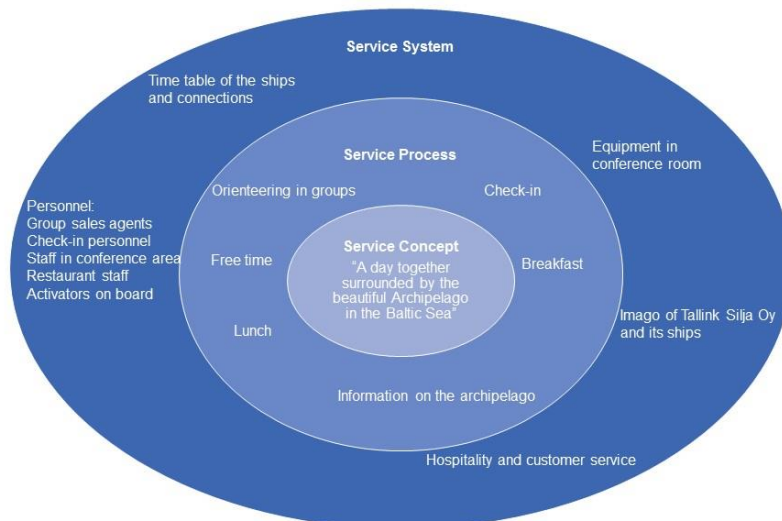 Service System
Time table of the ships
and connections
Equipment in
conference room
Personnel:
Group sales agents
Check-in personnel
Staff in conference area
Restaurant staff
Activators on board
Imago of Tallink Silja Oy
and its ships
Hospitality and customer service
Service Process
Orienteering in groups
Check-in
Free time
Breakfast
Lunch
Information on the archipelago
Service Concept
"A day together
surrounded by the
beautiful Archipelago
in the Baltic Sea"